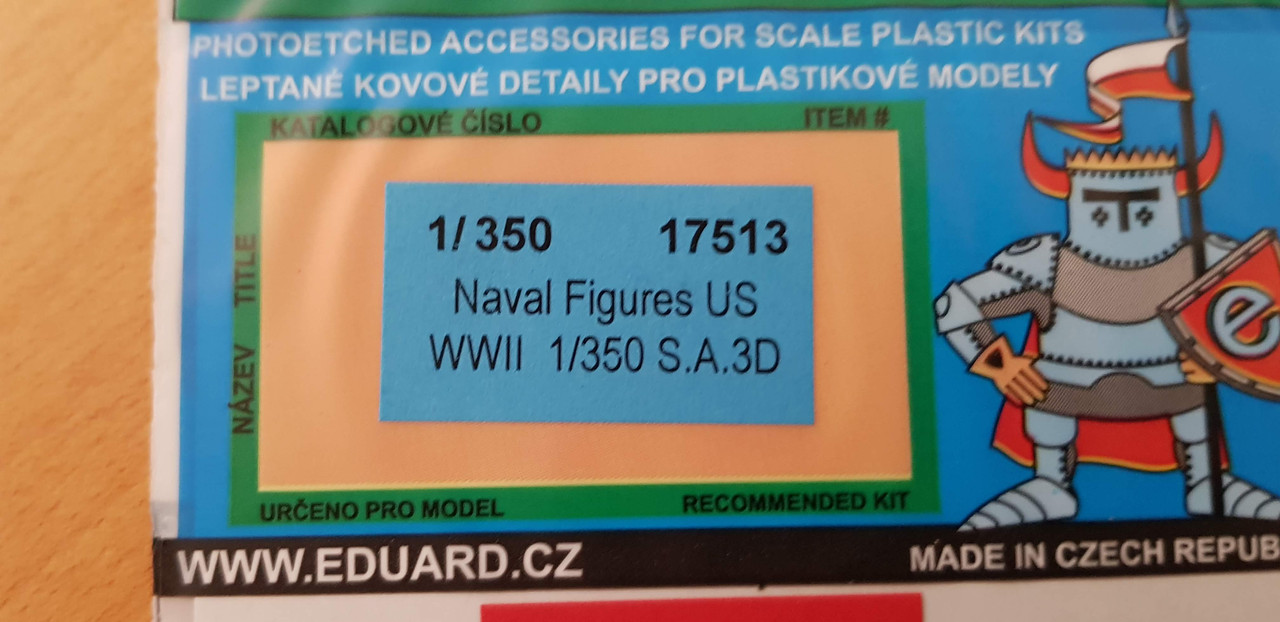 PHOTOETCHED ACCESSORIES FOR SCALE PLASTIC KITS
LEPTANÉ KOVOVÉ DETAILY PRO PLASTIKOVÉ MODELY
KATALOGOVÉ ČÍSLO ITEM #
NÁZEV TITLE
1/350 17513
Naval Figures US
WWII 1/350 S.A.3D
e
URČENO PRO MODEL RECOMMENDED KIT
WWW.EDUARD.CZ MADE IN CZECH REPUB